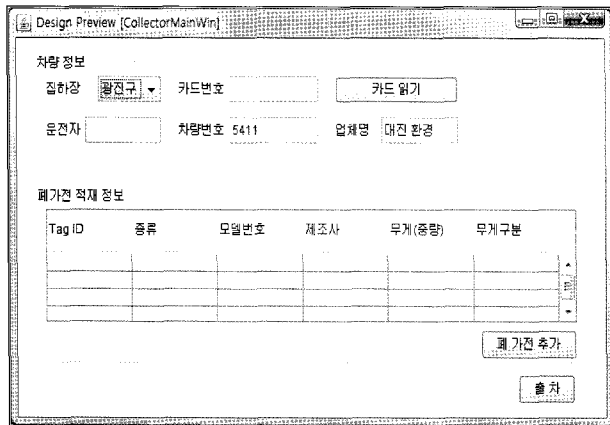 Design Preview [CollectorMainWin]
차량 정보
집하장 광진구 카드번호 카드 읽기
운전자 차량번호 5411 업체명 대진 환경
폐가전 적재 정보
Tag ID 종류 모델번호 제조사 무게(중량) 무게구분
폐 가전 추가
출 차